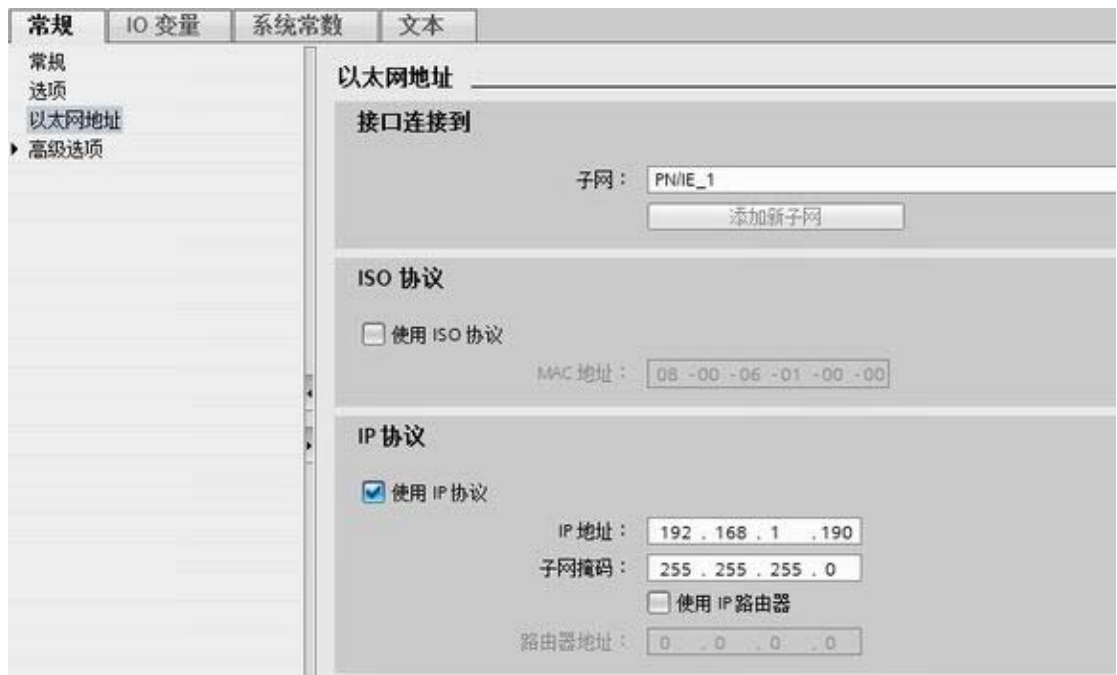 常规 IO 变量 系统常数 文本
常规
选项
以太网地址
高级选项
以太网地址
接口连接到
子网： PN/IE_1
添加新子网
ISO 协议
使用 ISO 协议
MAC 地址： 08 -00 -06 -01 -00 -00
IP 协议
使用 IP 协议
IP 地址： 192 . 168 . 1 . 190
子网掩码： 255 . 255 . 255 . 0
使用 IP 路由器
路由器地址： 0 . 0 . 0 . 0